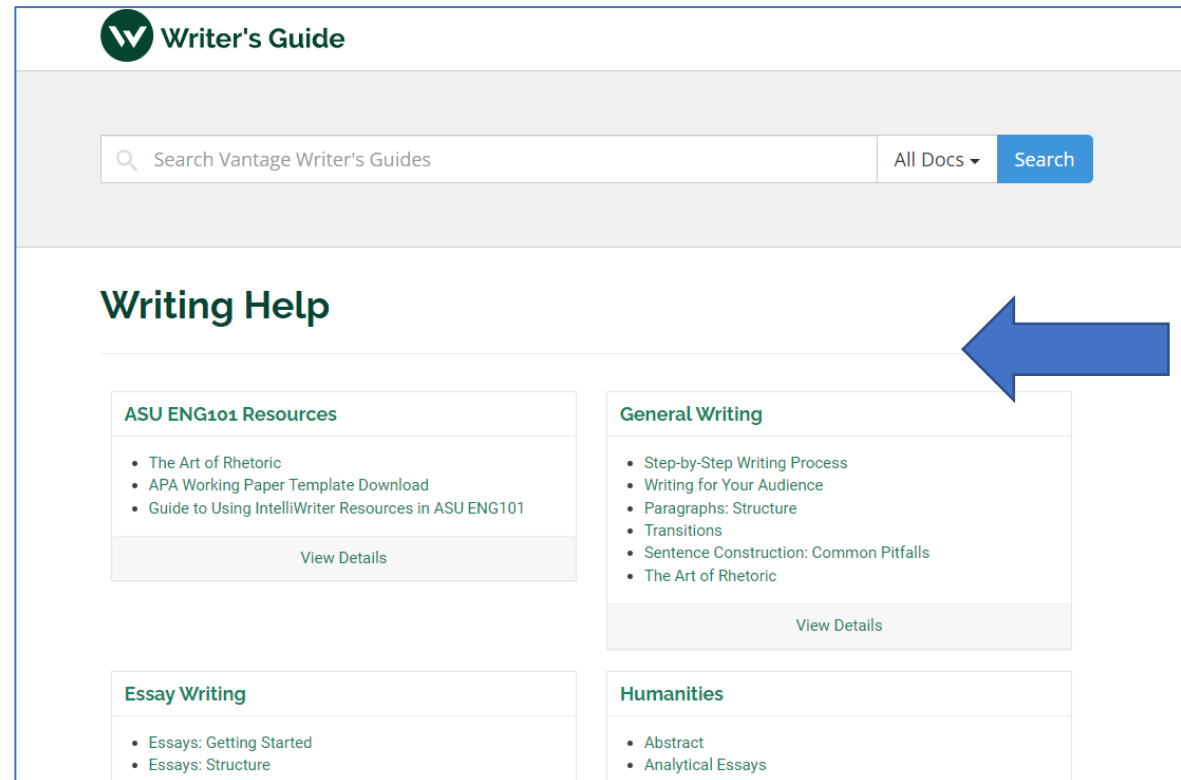 Writer's Guide
Search Vantage Writer's Guides
All Docs
Search
Writing Help
ASU ENG101 Resources
The Art of Rhetoric
APA Working Paper Template Download
Guide to Using IntelliWriter Resources in ASU ENG101
View Details
General Writing
Step-by-Step Writing Process
Writing for Your Audience
Paragraphs: Structure
Transitions
Sentence Construction: Common Pitfalls
The Art of Rhetoric
View Details
Essay Writing
Essays: Getting Started
Essays: Structure
Humanities
Abstract
Analytical Essays